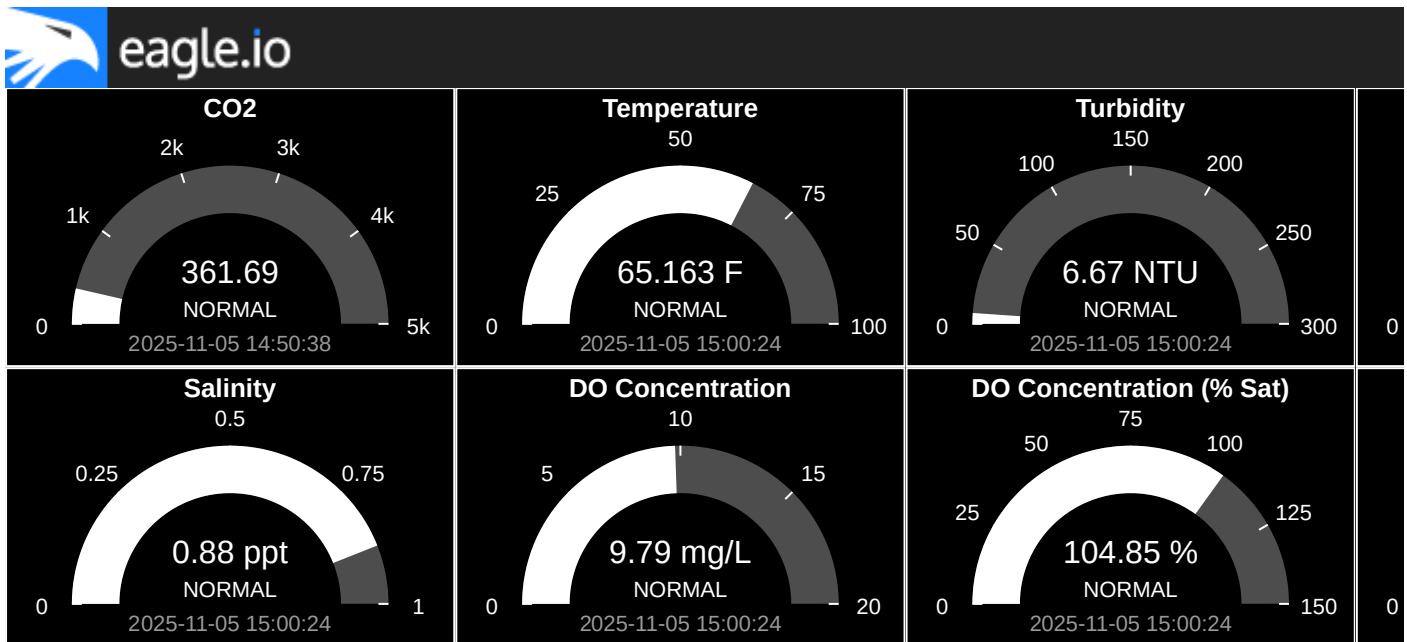 eagle.io
CO2
2k
3k
1k
4k
361.69
NORMAL
0
5k
2025-11-05 14:50:38
Temperature
50
25
75
65.163 F
NORMAL
0
100
2025-11-05 15:00:24
Turbidity
150
100
200
50
250
6.67 NTU
NORMAL
0
300
2025-11-05 15:00:24
0
Salinity
0.5
0.25
0.75
0.88 ppt
NORMAL
0
1
2025-11-05 15:00:24
DO Concentration
10
5
15
9.79 mg/L
NORMAL
0
20
2025-11-05 15:00:24
DO Concentration (% Sat)
75
50
100
25
125
104.85 %
NORMAL
0
150
2025-11-05 15:00:24
0